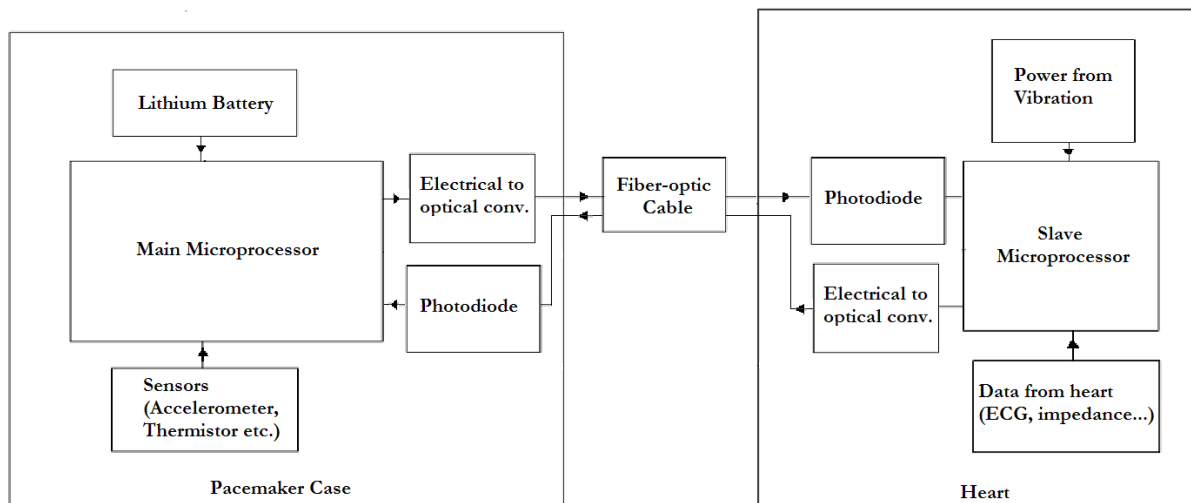 Lithium Battery
Main Microprocessor
Electrical to
optical conv.
Photodiode
Sensors
(Accelerometer,
Thermistor etc.)
Pacemaker Case
Fiber-optic
Cable
Power from
Vibration
Photodiode
Slave
Microprocessor
Electrical to
optical conv.
Data from heart
(ECG, impedance...)
Heart